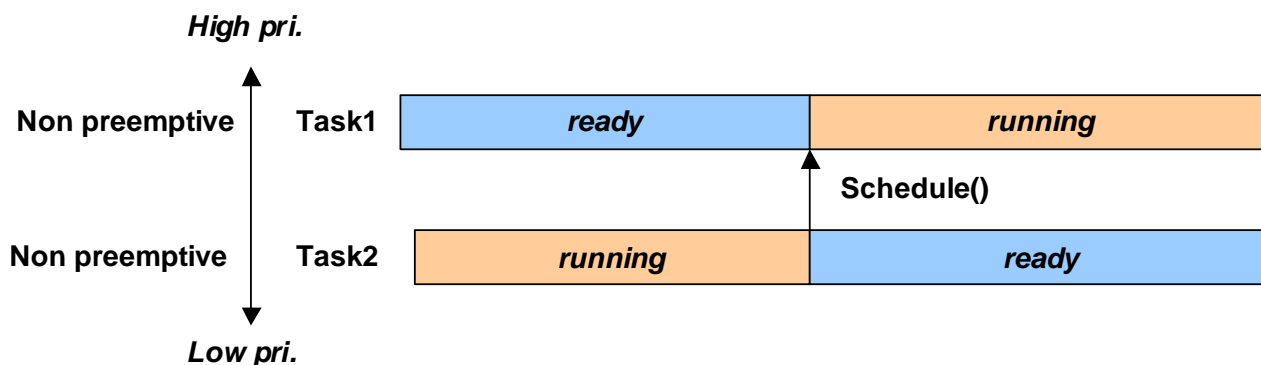 High pri.
Non preemptive Task1 ready running
Schedule()
Non preemptive Task2 running ready
Low pri.